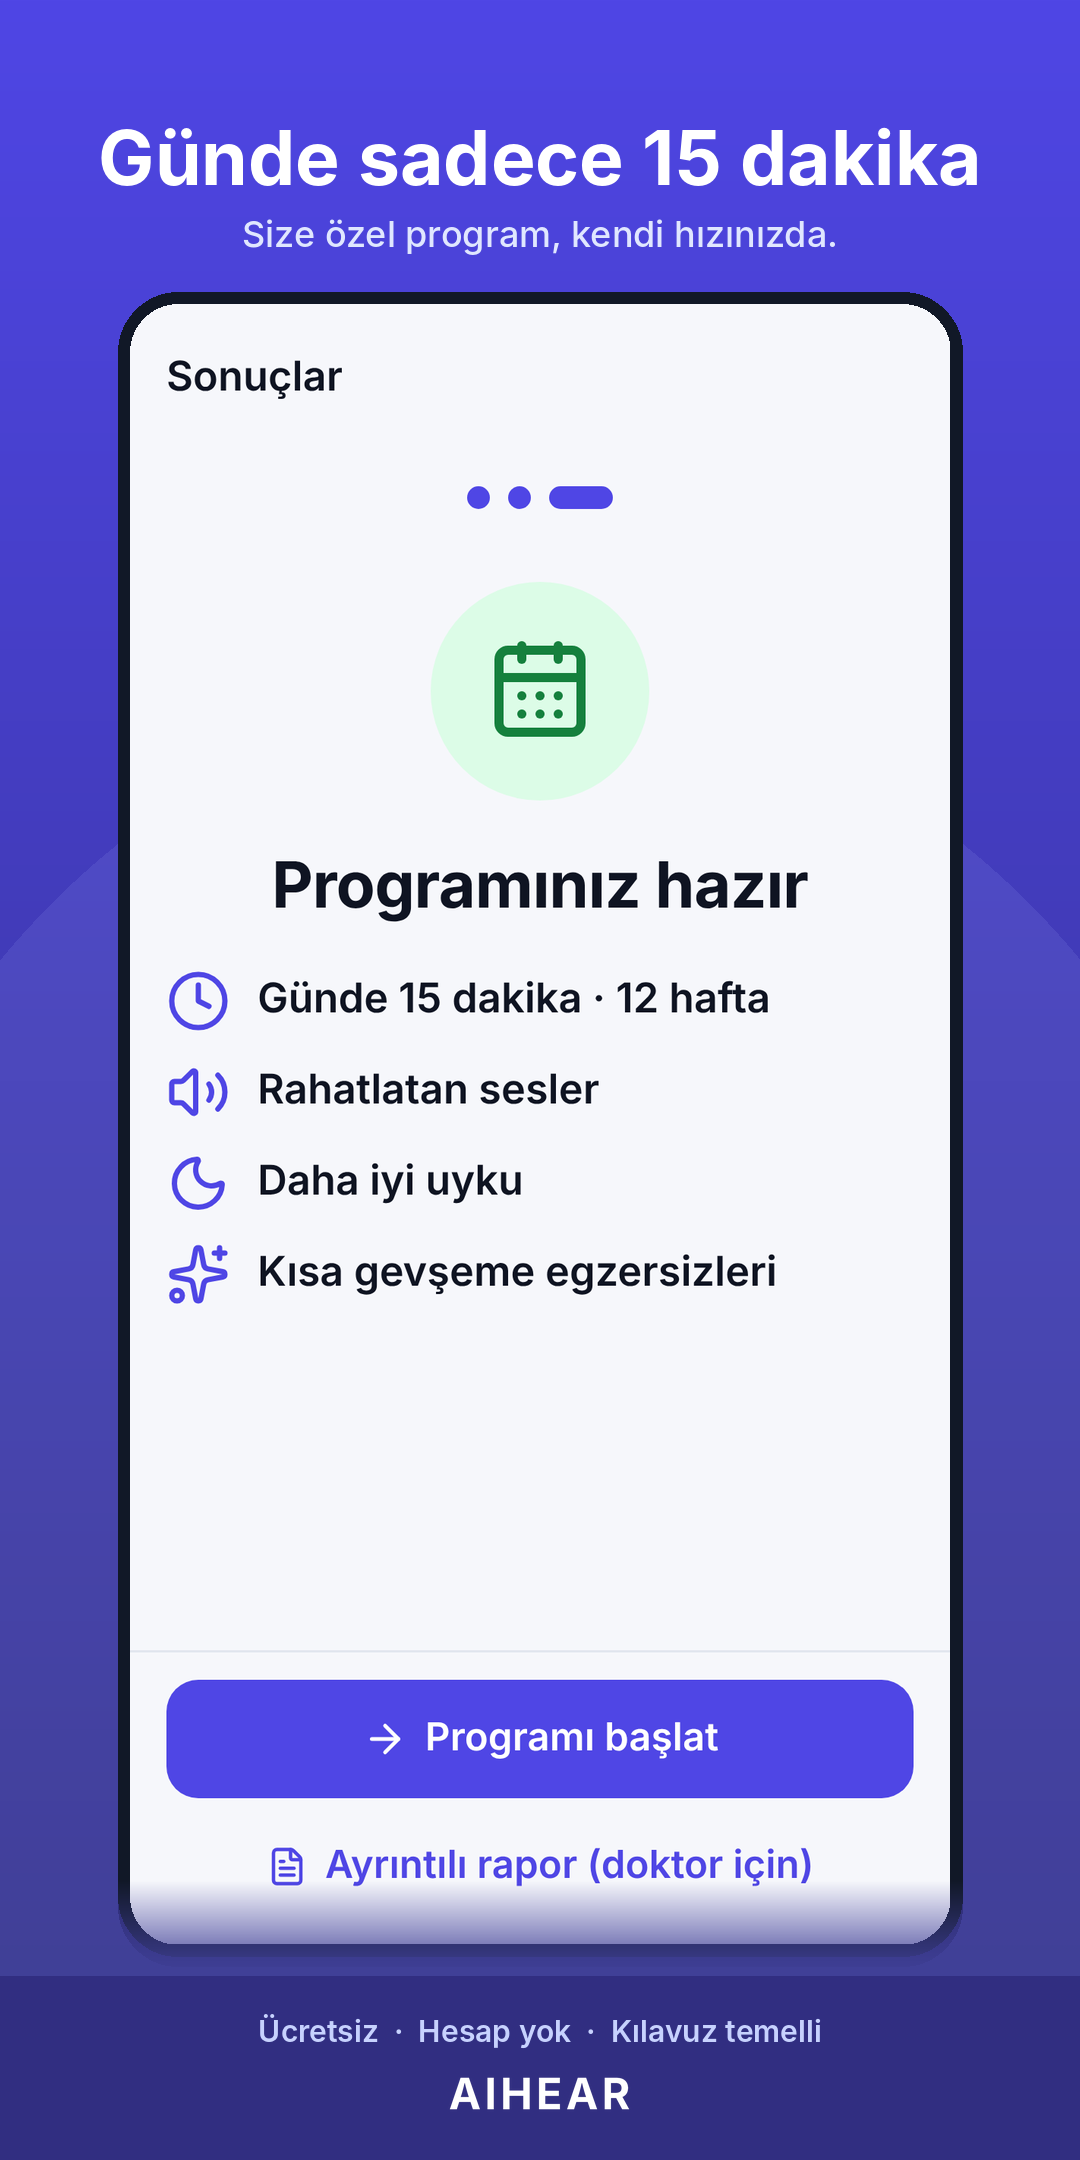 Günde sadece 15 dakika
Size özel program, kendi hızınızda.
Sonuçlar
Programınız hazır
Günde 15 dakika · 12 hafta
Rahatlatan sesler
Daha iyi uyku
Kısa gevşeme egzersizleri
Programı başlat
Ayrıntılı rapor (doktor için)
Ücretsiz · Hesap yok · Kılavuz temelli
AIHEAR